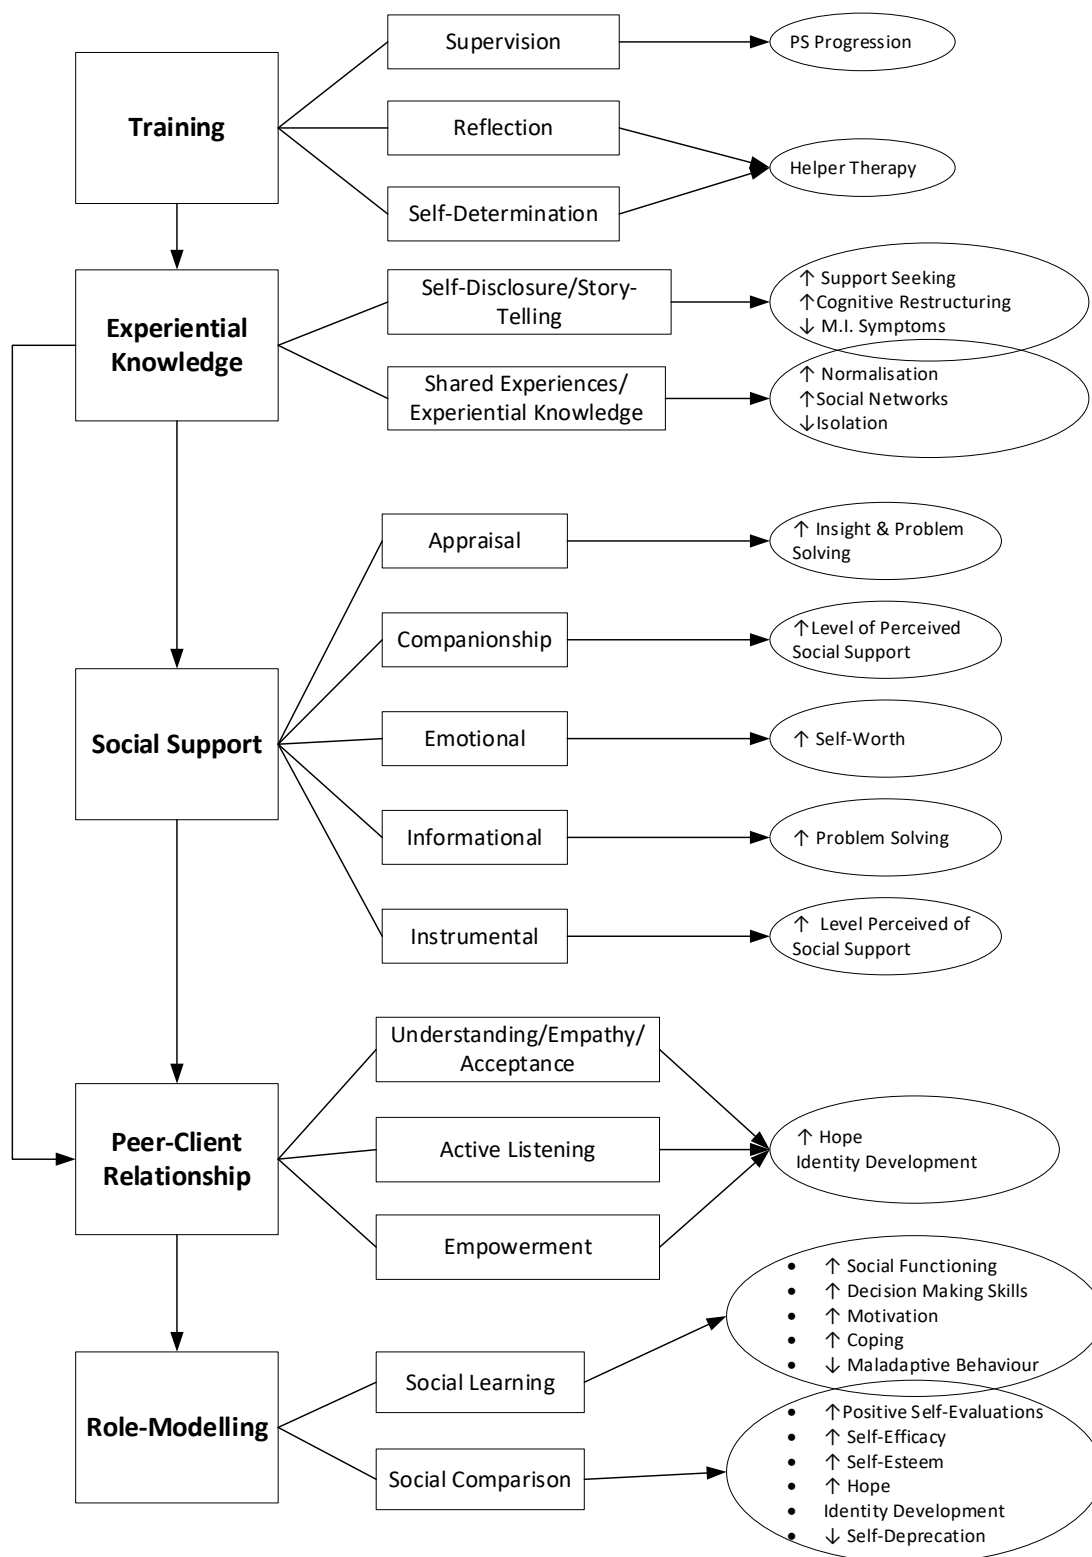 Supervision
PS Progression
Training
Reflection
Helper Therapy
Self-Determination
Experiential
Knowledge
Self-Disclosure/Story-
Telling
↑ Support Seeking
↑Cognitive Restructuring
↓ M.I. Symptoms
Shared Experiences/
Experiential Knowledge
↑ Normalisation
↑Social Networks
↓Isolation
Social Support
Appraisal
↑ Insight & Problem
Solving
Companionship
↑Level of Perceived
Social Support
Emotional
↑ Self-Worth
Informational
↑ Problem Solving
Instrumental
↑ Level Perceived of
Social Support
Peer-Client
Relationship
Understanding/Empathy/
Acceptance
Active Listening
Empowerment
↑ Hope
Identity Development
Role-Modelling
Social Learning
• ↑ Social Functioning
• ↑ Decision Making Skills
• ↑ Motivation
• ↑ Coping
• ↓ Maladaptive Behaviour
Social Comparison
• ↑Positive Self-Evaluations
• ↑ Self-Efficacy
• ↑ Self-Esteem
• ↑ Hope
• Identity Development
• ↓ Self-Deprecation